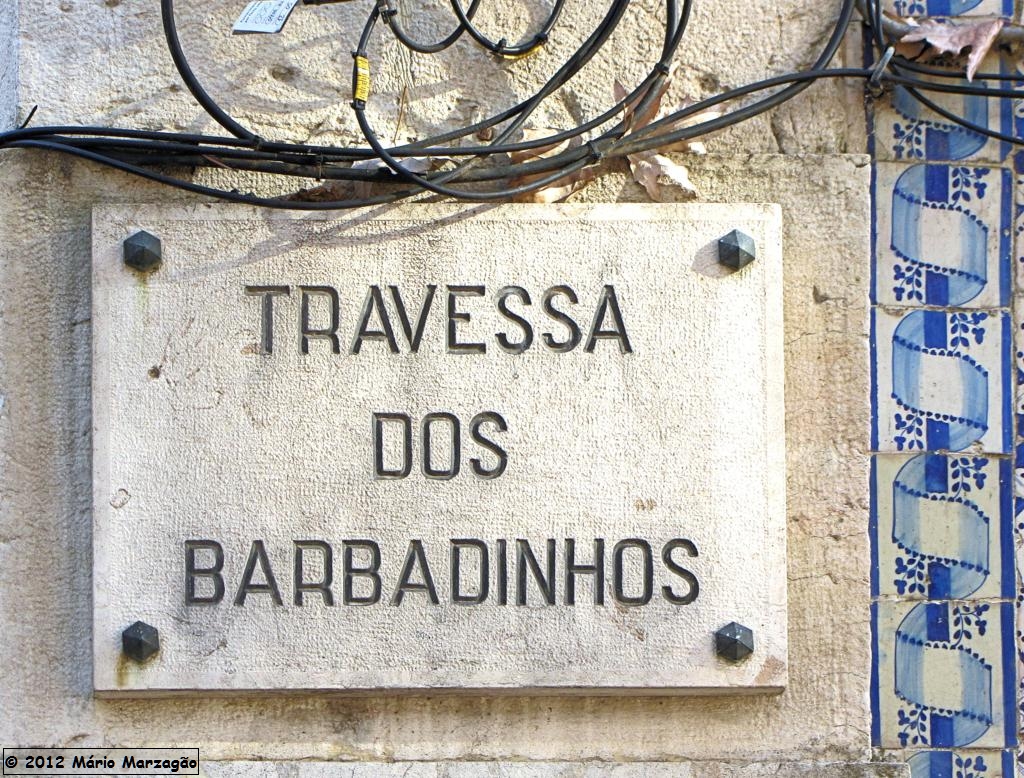 TRAVESSA
DOS
BARBADINHOS
© 2012 Mário Marzagão